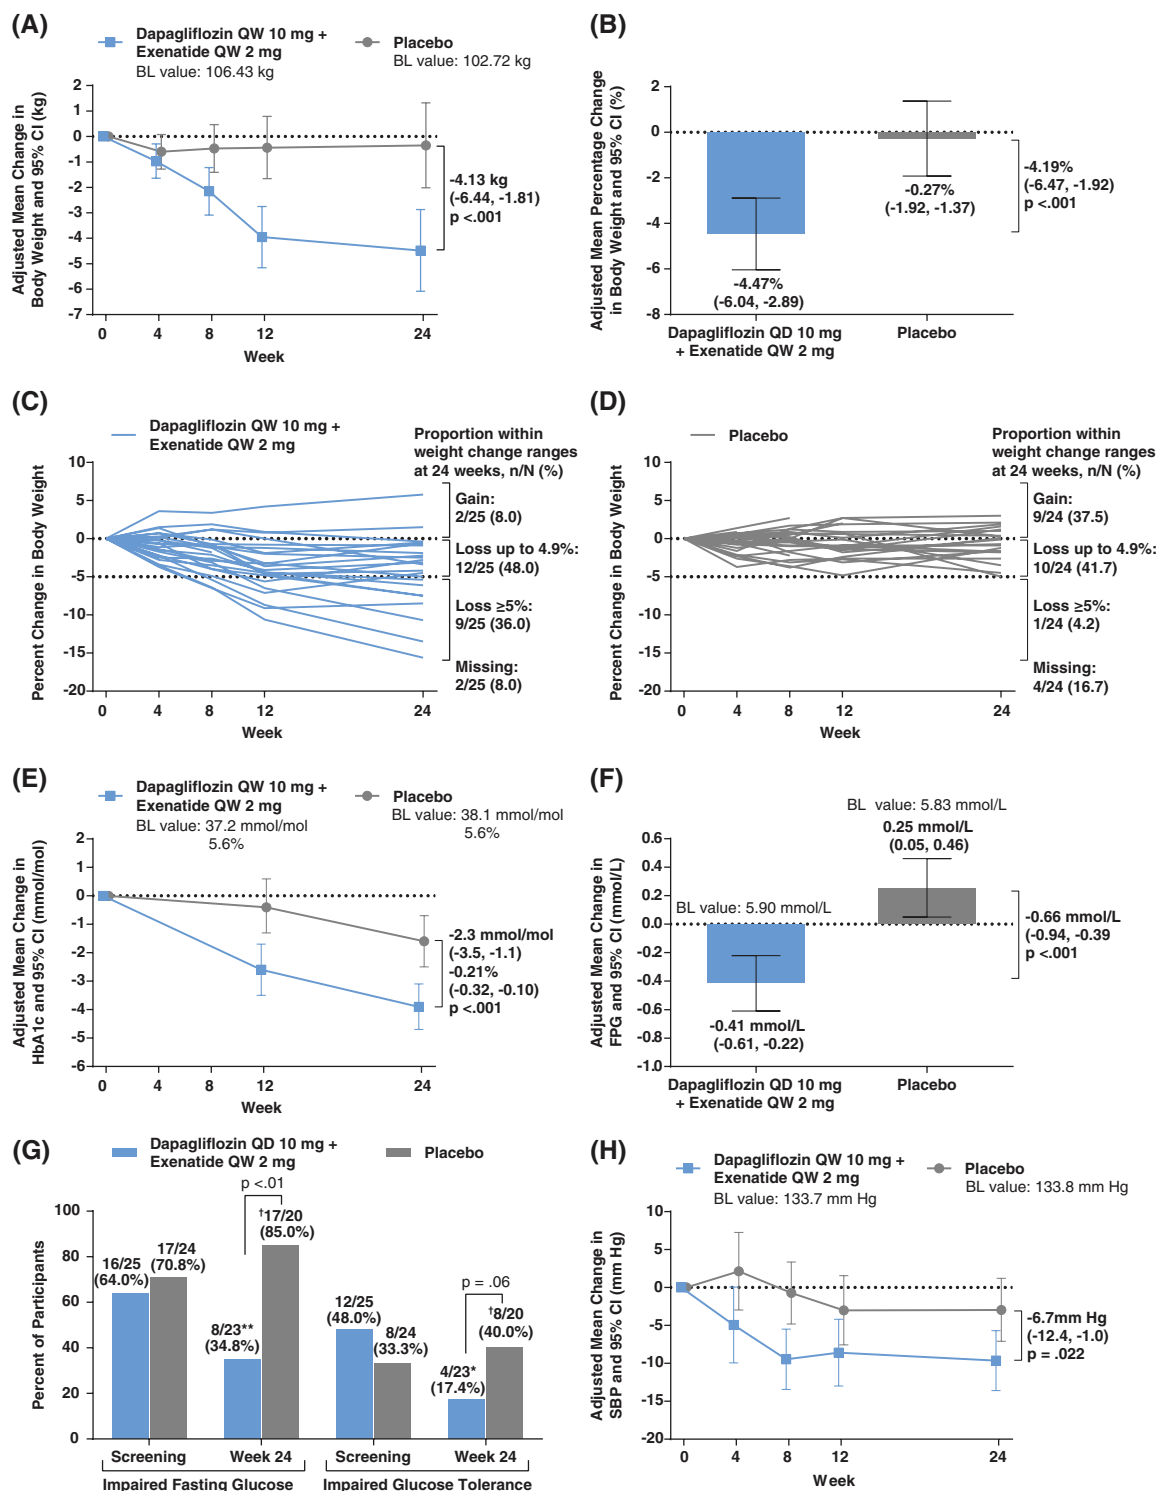 (A)
Dapagliflozin QW 10 mg +
Exenatide QW 2 mg
BL value: 106.43 kg
Placebo
BL value: 102.72 kg
Adjusted Mean Change in
Body Weight and 95% CI (kg)
2
1
0
-1
-2
-3
-4
-5
-6
-7
-4.13 kg
(-6.44, -1.81)
p <.001
0 4 8 12 24
Week
(B)
Adjusted Mean Percentage Change
in Body Weight and 95% CI (%)
2
0
-2
-4
-6
-8
-4.47%
(-6.04, -2.89)
-0.27%
(-1.92, -1.37)
-4.19%
(-6.47, -1.92)
p <.001
Dapagliflozin QD 10 mg
+ Exenatide QW 2 mg
Placebo
(C)
Dapagliflozin QW 10 mg +
Exenatide QW 2 mg
Proportion within
weight change ranges
at 24 weeks, n/N (%)
Percent Change in Body Weight
10
5
0
-5
-10
-15
-20
Gain:
2/25 (8.0)
Loss up to 4.9%:
12/25 (48.0)
Loss ≥5%:
9/25 (36.0)
Missing:
2/25 (8.0)
0 4 8 12 24
Week
(D)
Placebo
Proportion within
weight change ranges
at 24 weeks, n/N (%)
Percent Change in Body Weight
10
5
0
-5
-10
-15
-20
Gain:
9/24 (37.5)
Loss up to 4.9%:
10/24 (41.7)
Loss ≥5%:
1/24 (4.2)
Missing:
4/24 (16.7)
0 4 8 12 24
Week
(E)
Dapagliflozin QW 10 mg +
Exenatide QW 2 mg
BL value: 37.2 mmol/mol
5.6%
Placebo
BL value: 38.1 mmol/mol
5.6%
Adjusted Mean Change in
HbA1c and 95% CI (mmol/mol)
2
1
0
-1
-2
-3
-4
-5
-6
-2.3 mmol/mol
(-3.5, -1.1)
-0.21%
(-0.32, -0.10)
p <.001
0 4 8 12 24
Week
(F)
Adjusted Mean Change in
FPG and 95% CI (mmol/L)
0.6
0.4
0.2
0.0
-0.2
-0.4
-0.6
-0.8
-1.0
BL value: 5.83 mmol/L
0.25 mmol/L
(0.05, 0.46)
BL value: 5.90 mmol/L
-0.41 mmol/L
(-0.61, -0.22)
-0.66 mmol/L
(-0.94, -0.39
p <.001
Dapagliflozin QD 10 mg
+ Exenatide QW 2 mg
Placebo
(G)
Dapagliflozin QD 10 mg +
Exenatide QW 2 mg
Placebo
Percent of Participants
100
80
60
40
20
0
16/25
(64.0%)
17/24
(70.8%)
p <.01
8/23**
(34.8%)
†17/20
(85.0%)
12/25
(48.0%)
8/24
(33.3%)
p = .06
4/23*
(17.4%)
†8/20
(40.0%)
Screening Week 24 Screening Week 24
Impaired Fasting Glucose Impaired Glucose Tolerance
(H)
Dapagliflozin QW 10 mg +
Exenatide QW 2 mg
BL value: 133.7 mm Hg
Placebo
BL value: 133.8 mm Hg
Adjusted Mean Change in
SBP and 95% CI (mm Hg)
10
5
0
-5
-10
-15
-20
-6.7mm Hg
(-12.4, -1.0)
p = .022
0 4 8 12 24
Week